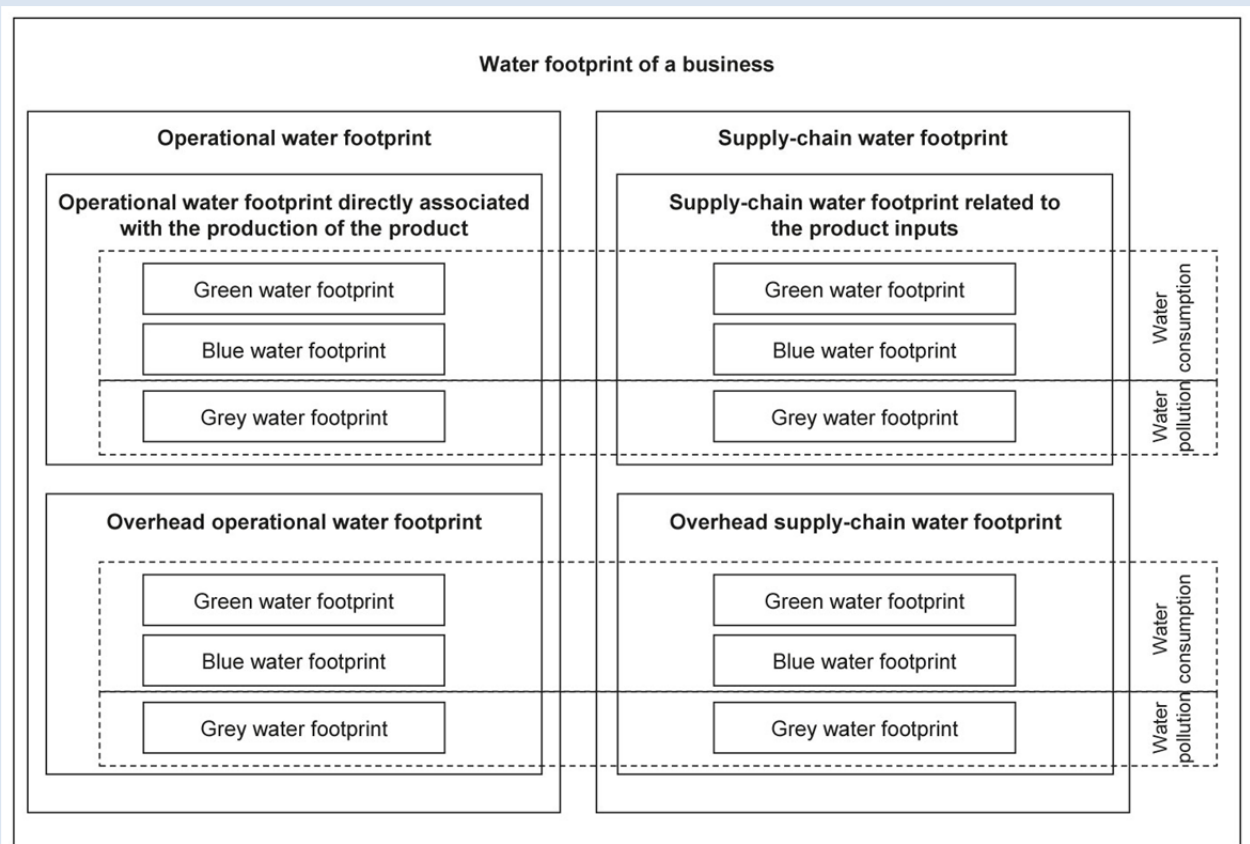 Water footprint of a business
Operational water footprint
Supply-chain water footprint
Operational water footprint directly associated
with the production of the product
Supply-chain water footprint related to
the product inputs
Green water footprint
Green water footprint
Blue water footprint
Blue water footprint
Water
consumption
Grey water footprint
Grey water footprint
Water
pollution
Overhead operational water footprint
Overhead supply-chain water footprint
Green water footprint
Green water footprint
Blue water footprint
Blue water footprint
Water
consumption
Grey water footprint
Grey water footprint
Water
pollution